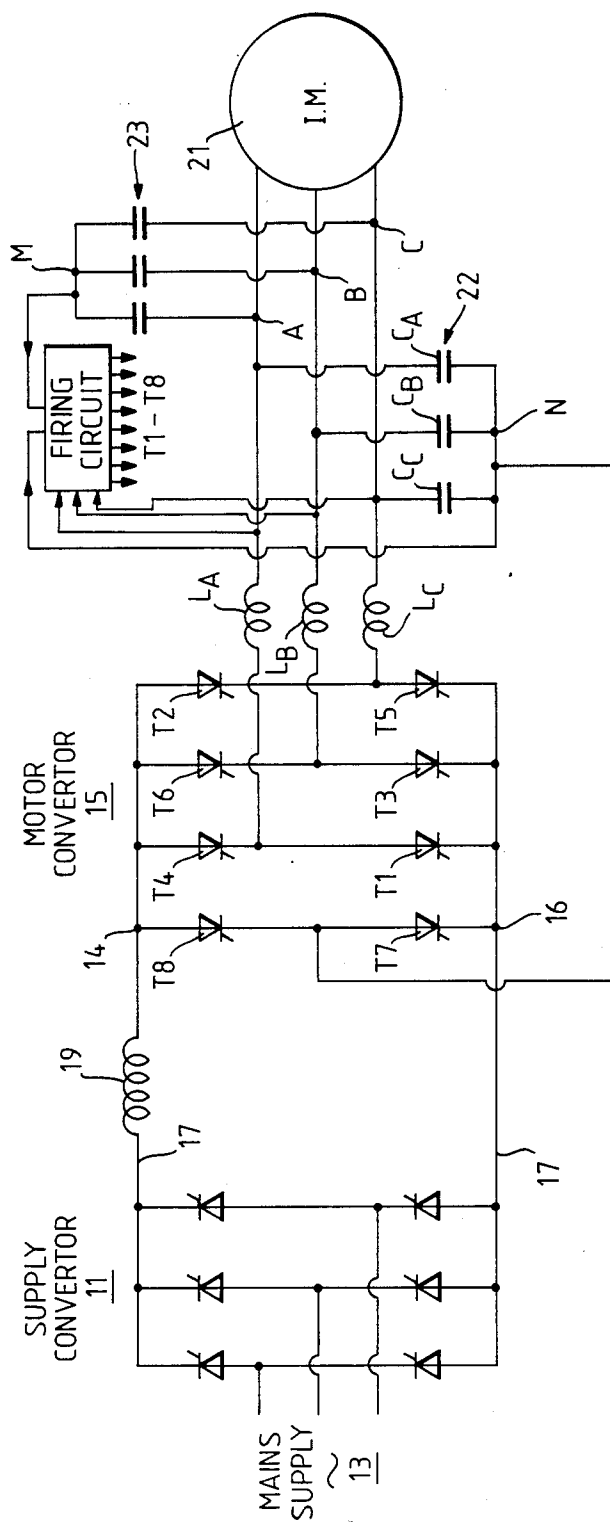 SUPPLY
CONVERTOR
11
MAINS
SUPPLY
~
13
17
17
19
14
MOTOR
CONVERTOR
15
T8
T4
T6
T2
T7
T1
T3
T5
16
LA
LB
LC
FIRING
CIRCUIT
T1-T8
M
23
A
B
C
CC
CB
CA
22
N
21
I.M.